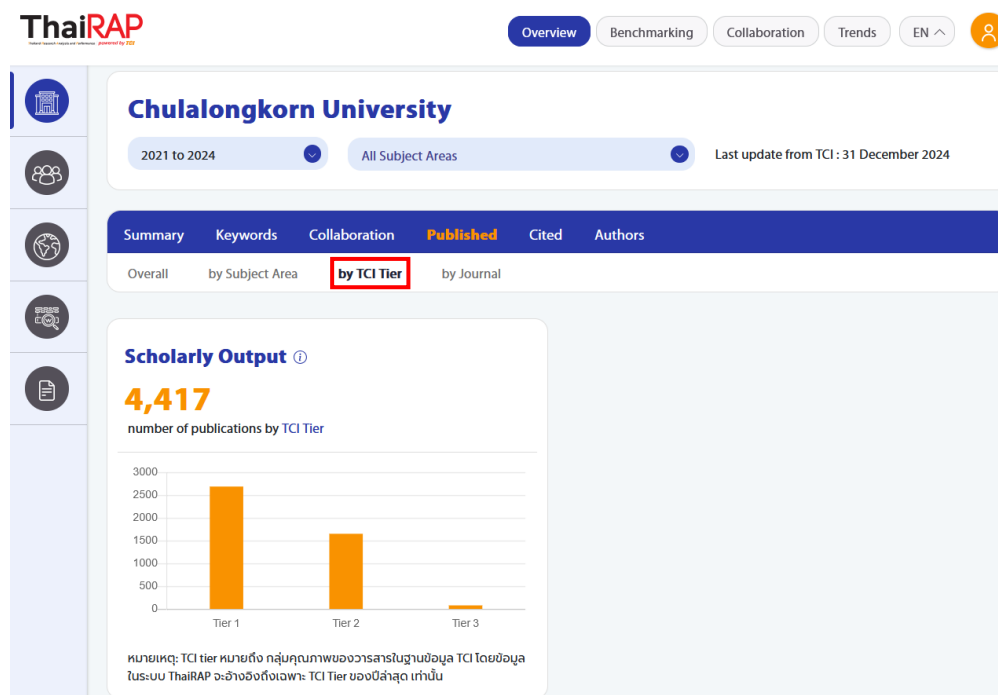 ThaiRAP
Overview
Benchmarking
Collaboration
Trends
EN
Chulalongkorn University
2021 to 2024
All Subject Areas
Last update from TCI : 31 December 2024
Summary
Keywords
Collaboration
Published
Cited
Authors
Overall
by Subject Area
by TCI Tier
by Journal
Scholarly Output
4,417
number of publications by TCI Tier
3000
2500
2000
1500
1000
500
0
Tier 1
Tier 2
Tier 3
หมายเหตุ: TCI tier หมายถึง กลุ่มคุณภาพของวารสารในฐานข้อมูล TCI โดยข้อมูล
ในระบบ ThaiRAP จะอ้างอิงถึงเฉพาะ TCI Tier ของปีล่าสุด เท่านั้น